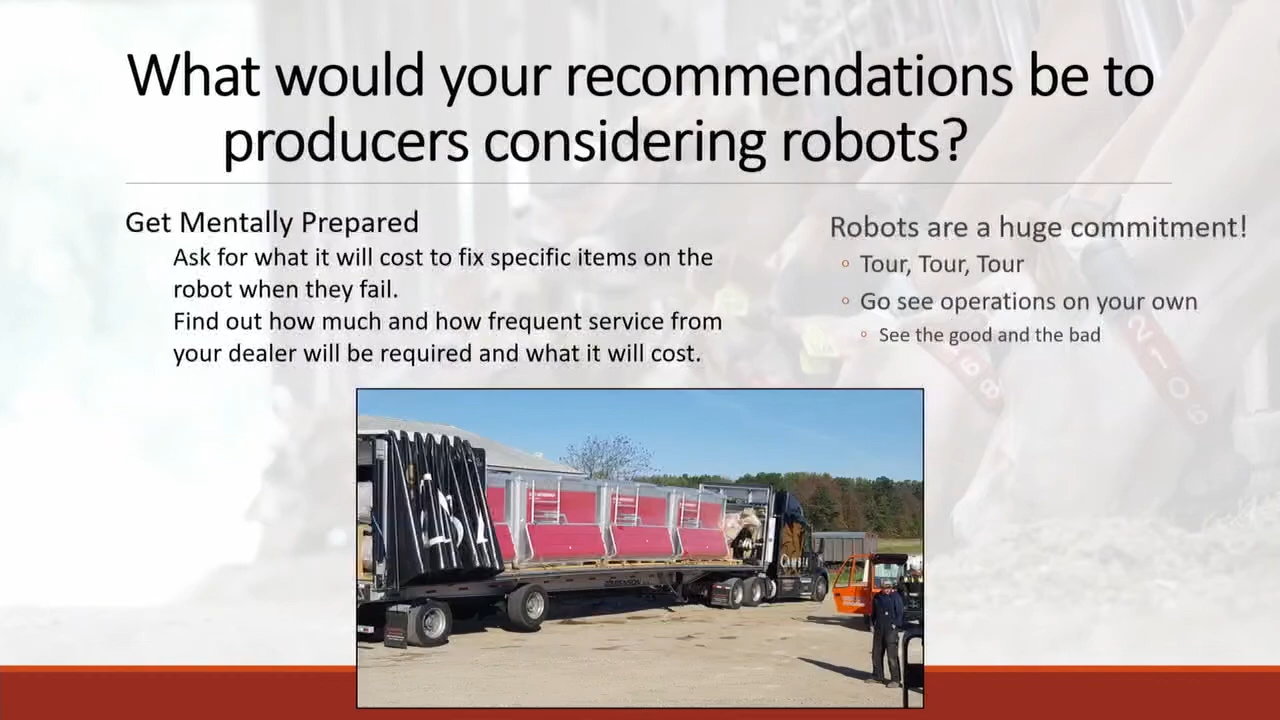 What would your recommendations be to
producers considering robots?
Get Mentally Prepared
Ask for what it will cost to fix specific items on the
robot when they fail.
Find out how much and how frequent service from
your dealer will be required and what it will cost.
Robots are a huge commitment!
◦ Tour, Tour, Tour
◦ Go see operations on your own
◦ See the good and the bad